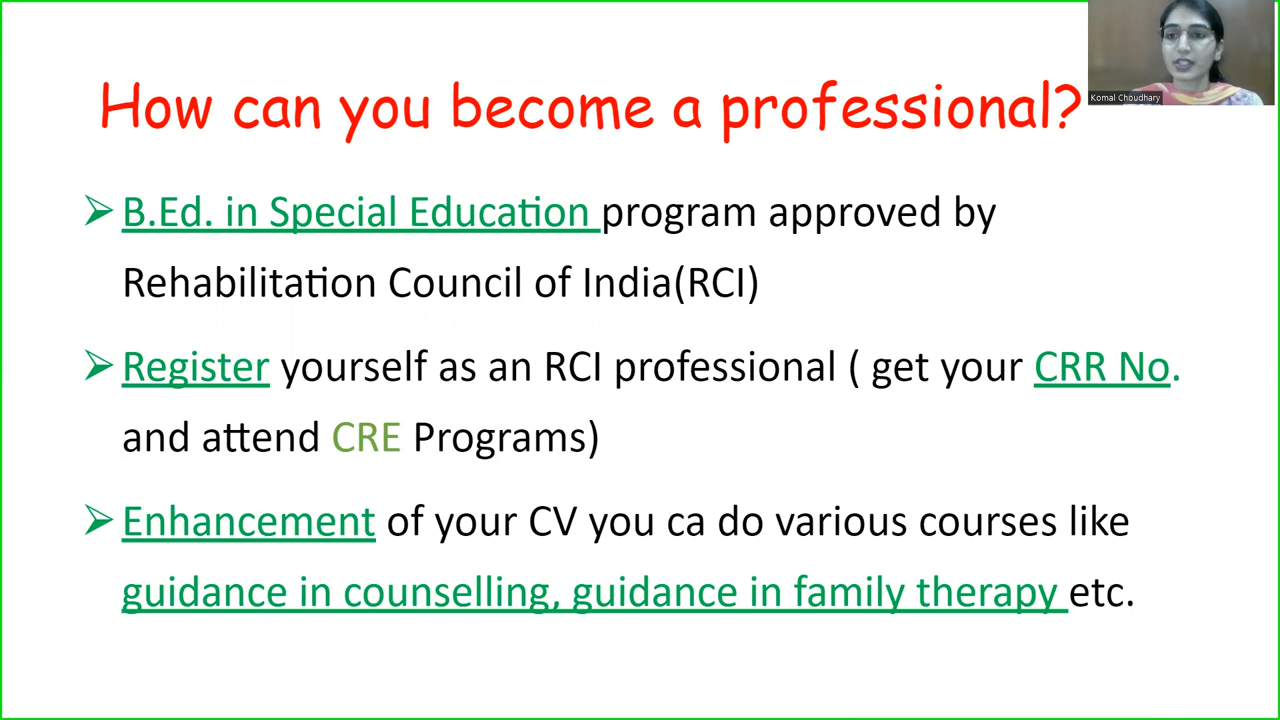 Komal Choudhary
How can you become a professional?
B.Ed. in Special Education program approved by
Rehabilitation Council of India(RCI)
Register yourself as an RCI professional ( get your CRR No.
and attend CRE Programs)
Enhancement of your CV you ca do various courses like
guidance in counselling, guidance in family therapy etc.